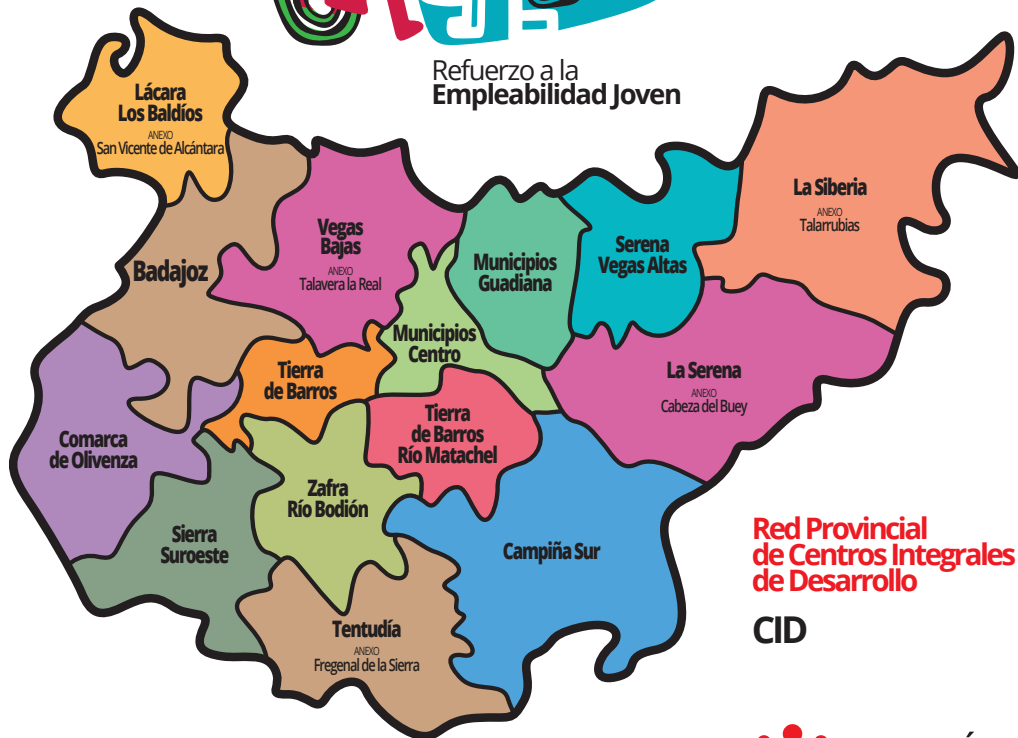 Refuerzo a la
Empleabilidad Joven
Lácara
Los Baldíos
ANEXO
San Vicente de Alcántara
La Siberia
ANEXO
Talarrubias
Vegas
Bajas
ANEXO
Talavera la Real
Serena
Vegas Altas
Municipios
Guadiana
Badajoz
Municipios
Centro
Tierra
de Barros
La Serena
ANEXO
Cabeza del Buey
Tierra
de Barros
Río Matachel
Comarca
de Olivenza
Zafra
Río Bodión
Sierra
Suroeste
Campiña Sur
Tentudía
ANEXO
Fregenal de la Sierra
Red Provincial
de Centros Integrales
de Desarrollo
CID